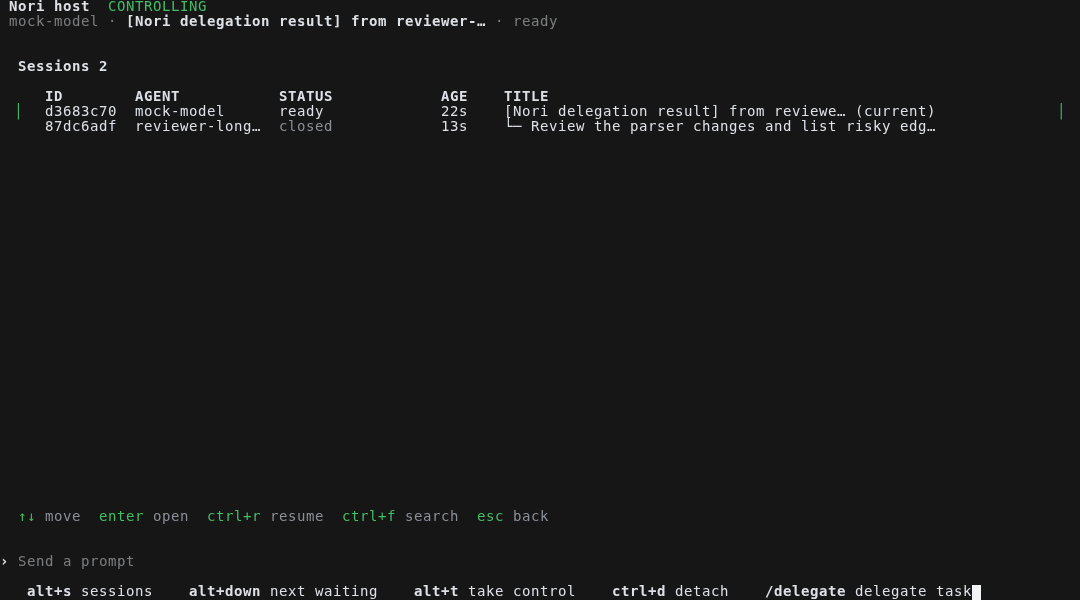 Nori host  CONTROLLING
mock-model · [Nori delegation result] from reviewer-… · ready
Sessions 2
ID  AGENT  STATUS  AGE  TITLE
d3683c70  mock-model  ready  22s  [Nori delegation result] from reviewe… (current)
87dc6adf  reviewer-long…  closed  13s  └─ Review the parser changes and list risky edg…
↑↓ move  enter open  ctrl+r resume  ctrl+f search  esc back
› Send a prompt
alt+s sessions    alt+down next waiting    alt+t take control    ctrl+d detach    /delegate delegate task